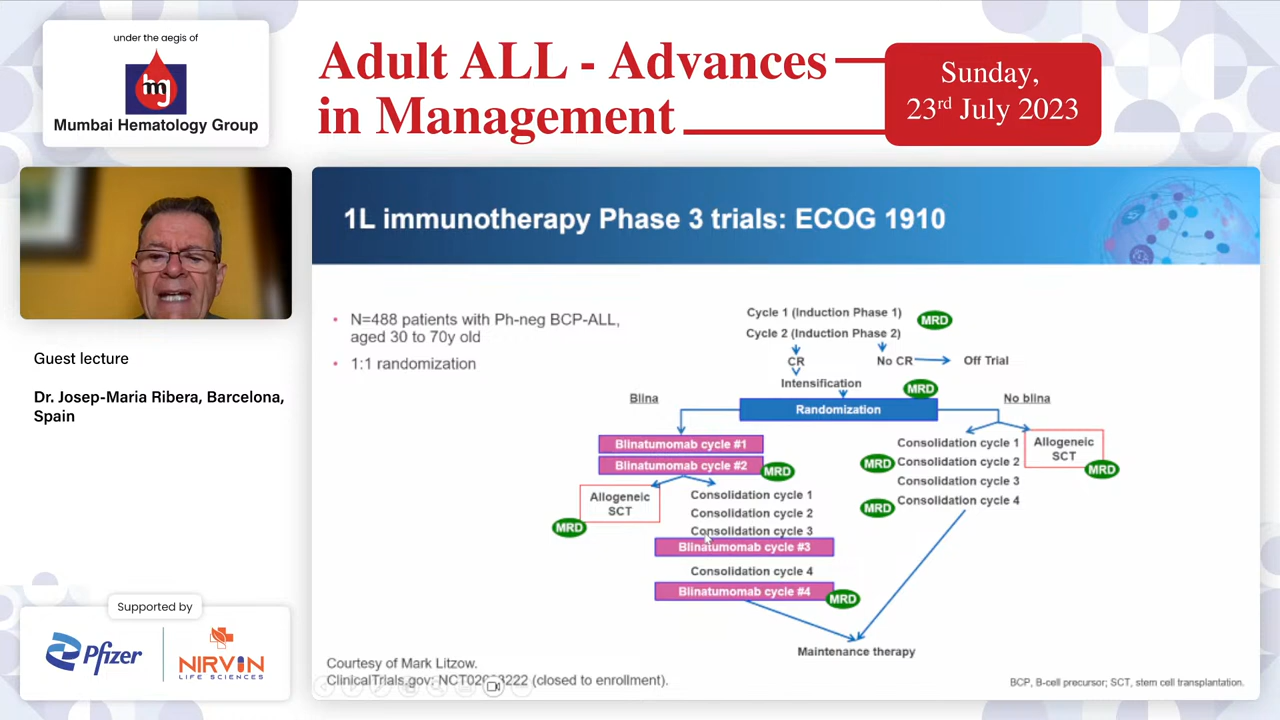 under the aegis of
mj
Mumbai Hematology Group
Adult ALL - Advances
in Management
Sunday,
23rd July 2023
Guest lecture
Dr. Josep-Maria Ribera, Barcelona,
Spain
Supported by
Pfizer
NIRVIN
LIFE SCIENCES
1L immunotherapy Phase 3 trials: ECOG 1910
• N=488 patients with Ph-neg BCP-ALL,
aged 30 to 70y old
• 1:1 randomization
Cycle 1 (Induction Phase 1)
MRD
Cycle 2 (Induction Phase 2)
CR
No CR
Off Trial
Intensification
MRD
Blina
Randomization
No blina
Blinatumomab cycle #1
Blinatumomab cycle #2
MRD
Allogeneic
SCT
MRD
Consolidation cycle 1
Consolidation cycle 2
Consolidation cycle 3
Blinatumomab cycle #3
Consolidation cycle 4
Blinatumomab cycle #4
MRD
Consolidation cycle 1
MRD
Consolidation cycle 2
Consolidation cycle 3
MRD
Consolidation cycle 4
Allogeneic
SCT
MRD
Maintenance therapy
Courtesy of Mark Litzow.
ClinicalTrials.gov: (closed to enrollment).
BCP, B-cell precursor; SCT, stem cell transplantation.